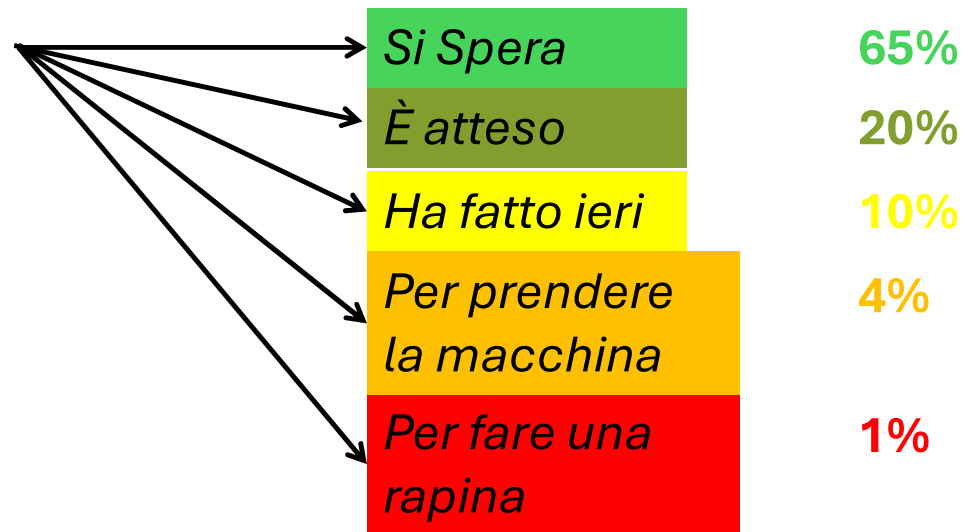 Si Spera 65%
È atteso 20%
Ha fatto ieri 10%
Per prendere 4%
la macchina
Per fare una 1%
rapina